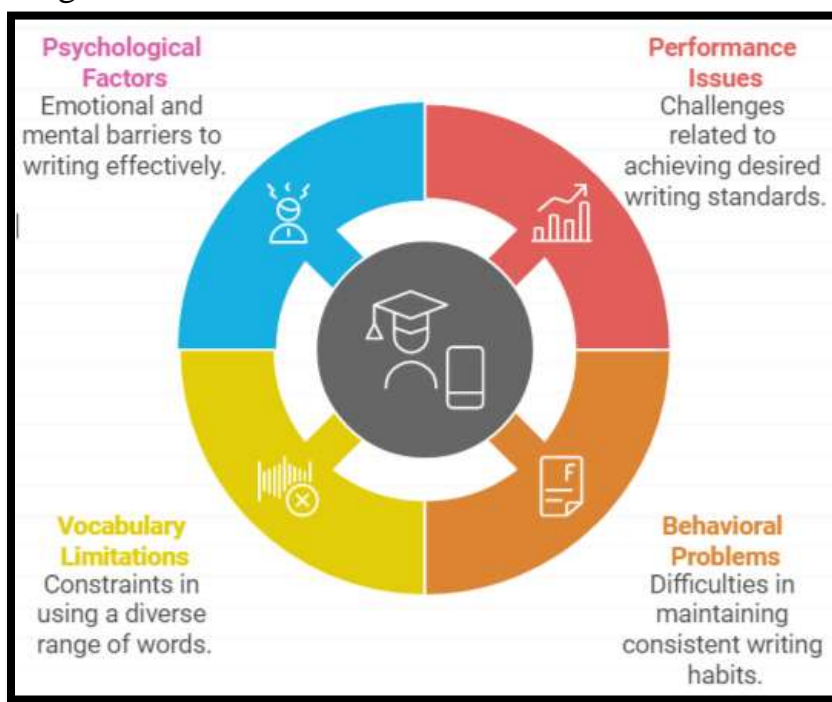 Psychological
Factors
Emotional and
mental barriers to
writing effectively.
Performance
Issues
Challenges
related to
achieving desired
writing standards.
F
Vocabulary
Limitations
Constraints in
using a diverse
range of words.
Behavioral
Problems
Difficulties in
maintaining
consistent writing
habits.